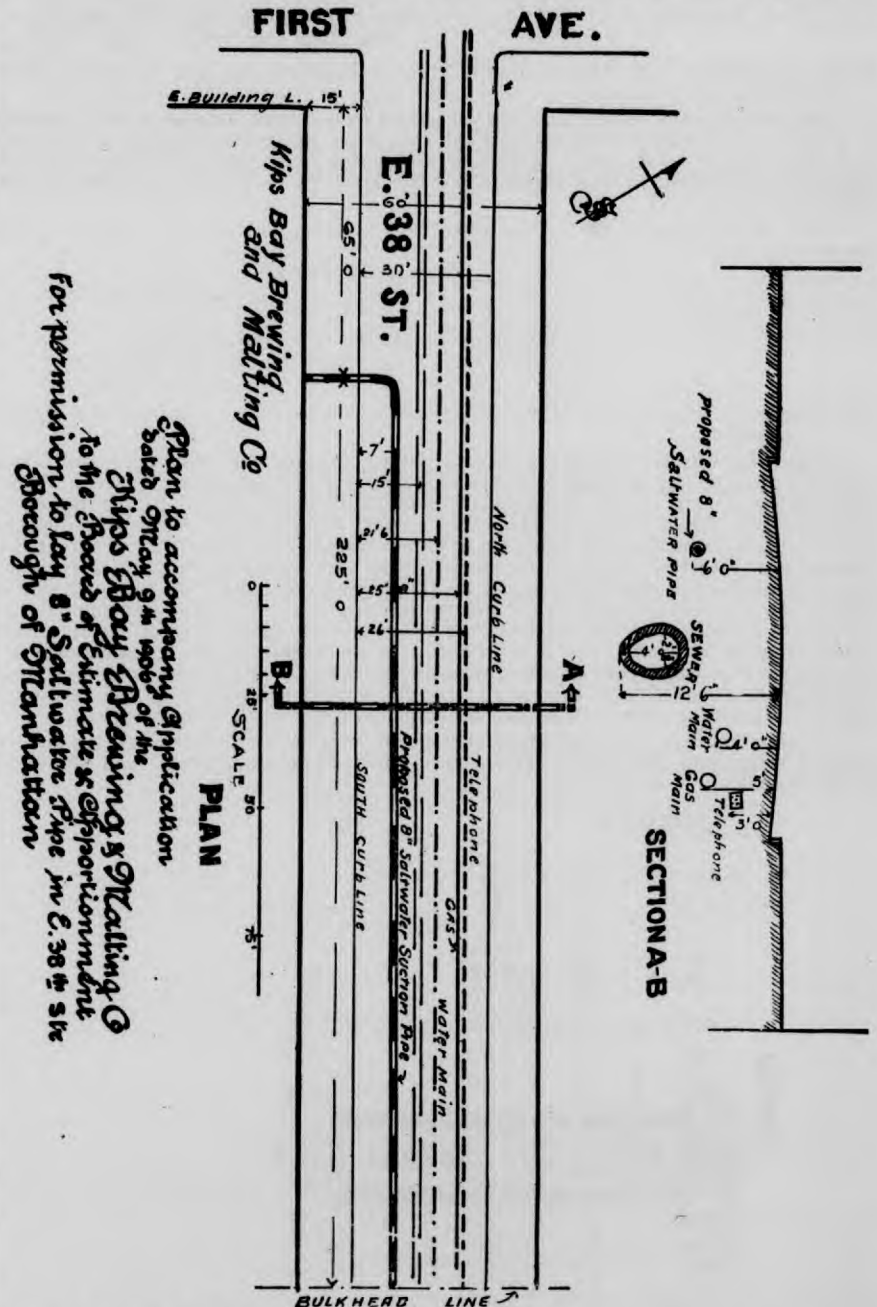 FIRST AVE.
E. Building L.
15'
E. 38 ST.
60'
65' 0
30'
Kips Bay Brewing
and Malting Co
7'
15'
21'6
25'
26'
225' 0
North Curb Line
Telephone
GAS
Water Main
Proposed 8" Saltwater Suction Pipe
South Curb Line
B
A
BULKHEAD LINE
0
25'
50
75'
SCALE
PLAN
Plan to accompany Application
dated May 9th 1906 of the
Kips Bay Brewing & Malting Co
to the Board of Estimate & Apportionment
For permission to lay 8" Saltwater Pipe in E. 38th St
Borough of Manhattan
proposed 8"
Saltwater Pipe
6'0"
SEWER
4'
12'6"
Water
Main
4'0"
Gas
Main
5'
Telephone
3'0
SECTION A-B